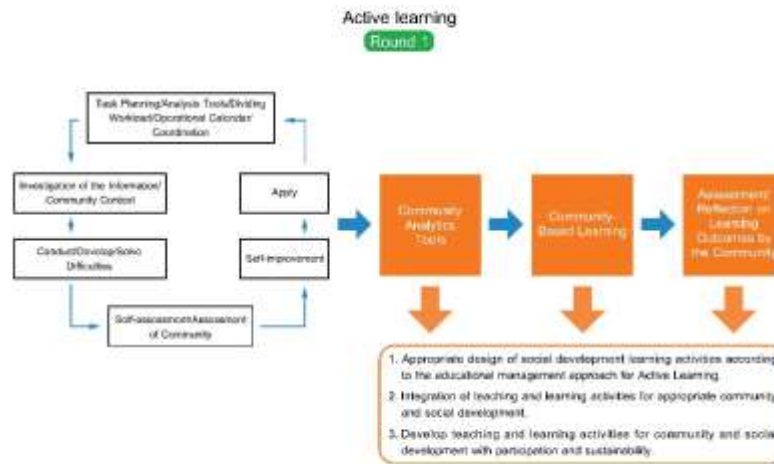 Active learning
Round 1
Task Planning/Analysis Tools/Dividing
Workload/Operational Calendar/
Coordination
Investigation of the Information/
Community Context
Apply
Conduct/Develop/Solve
Difficulties
Self-improvement
Self-assessment/Assessment
of Community
Community
Analytics
Tools
Community-
Based Learning
Assessment/
Reflection on
Learning
Outcomes by
the Community
1. Appropriate design of social development learning activities according
to the educational management approach for Active Learning.
2. Integration of teaching and learning activities for appropriate community
and social development.
3. Develop teaching and learning activities for community and social
development with participation and sustainability.